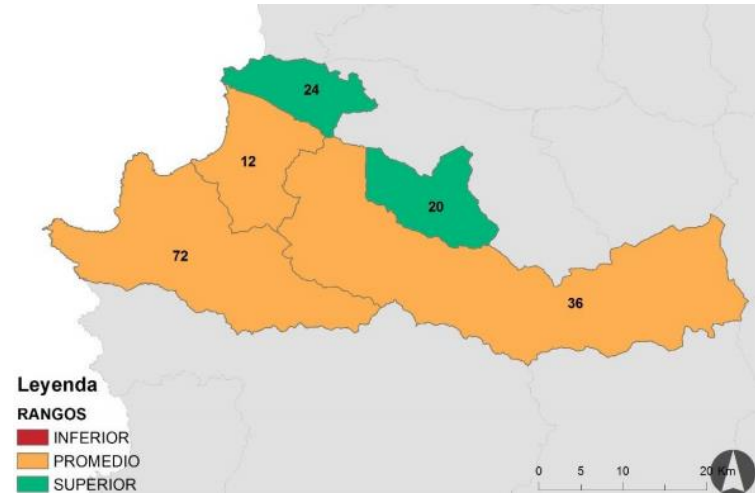 24
12
20
72
36
Leyenda
RANGOS
INFERIOR
PROMEDIO
SUPERIOR
0 5 10 20 Km